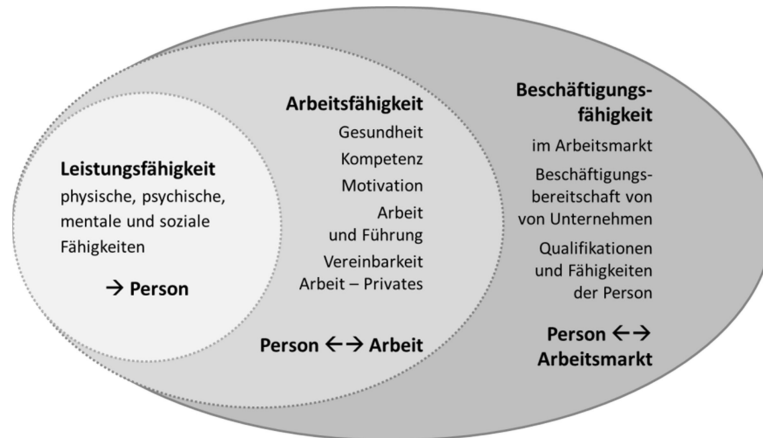 Leistungsfähigkeit
physische, psychische,
mentale und soziale
Fähigkeiten
→ Person
Arbeitsfähigkeit
Gesundheit
Kompetenz
Motivation
Arbeit
und Führung
Vereinbarkeit
Arbeit – Privates
Person ←→ Arbeit
Beschäftigungs-
fähigkeit
im Arbeitsmarkt
Beschäftigungs-
bereitschaft von
von Unternehmen
Qualifikationen
und Fähigkeiten
der Person
Person ←→
Arbeitsmarkt